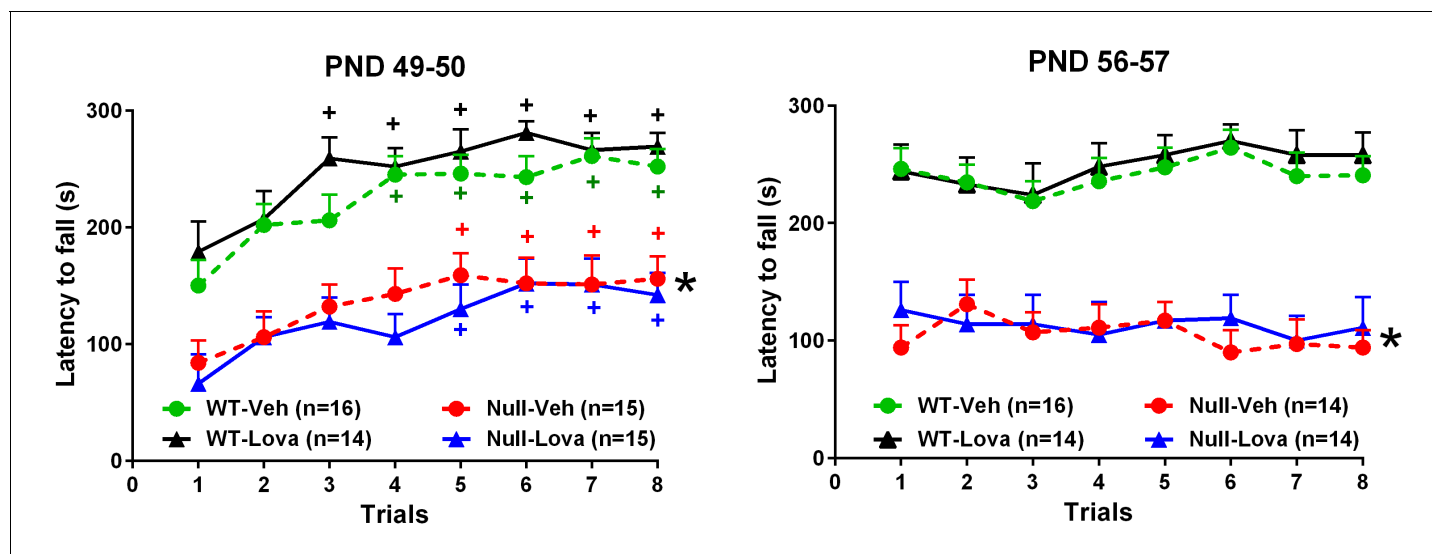 PND 49-50
Latency to fall (s)
300
200
100
0
+ + + + + +
+ + + + +
+ + + +
+ + + +
*
WT-Veh (n=16)
Null-Veh (n=15)
WT-Lova (n=14)
Null-Lova (n=15)
0 1 2 3 4 5 6 7 8
Trials
PND 56-57
Latency to fall (s)
300
200
100
0
*
WT-Veh (n=16)
Null-Veh (n=14)
WT-Lova (n=14)
Null-Lova (n=14)
0 1 2 3 4 5 6 7 8
Trials